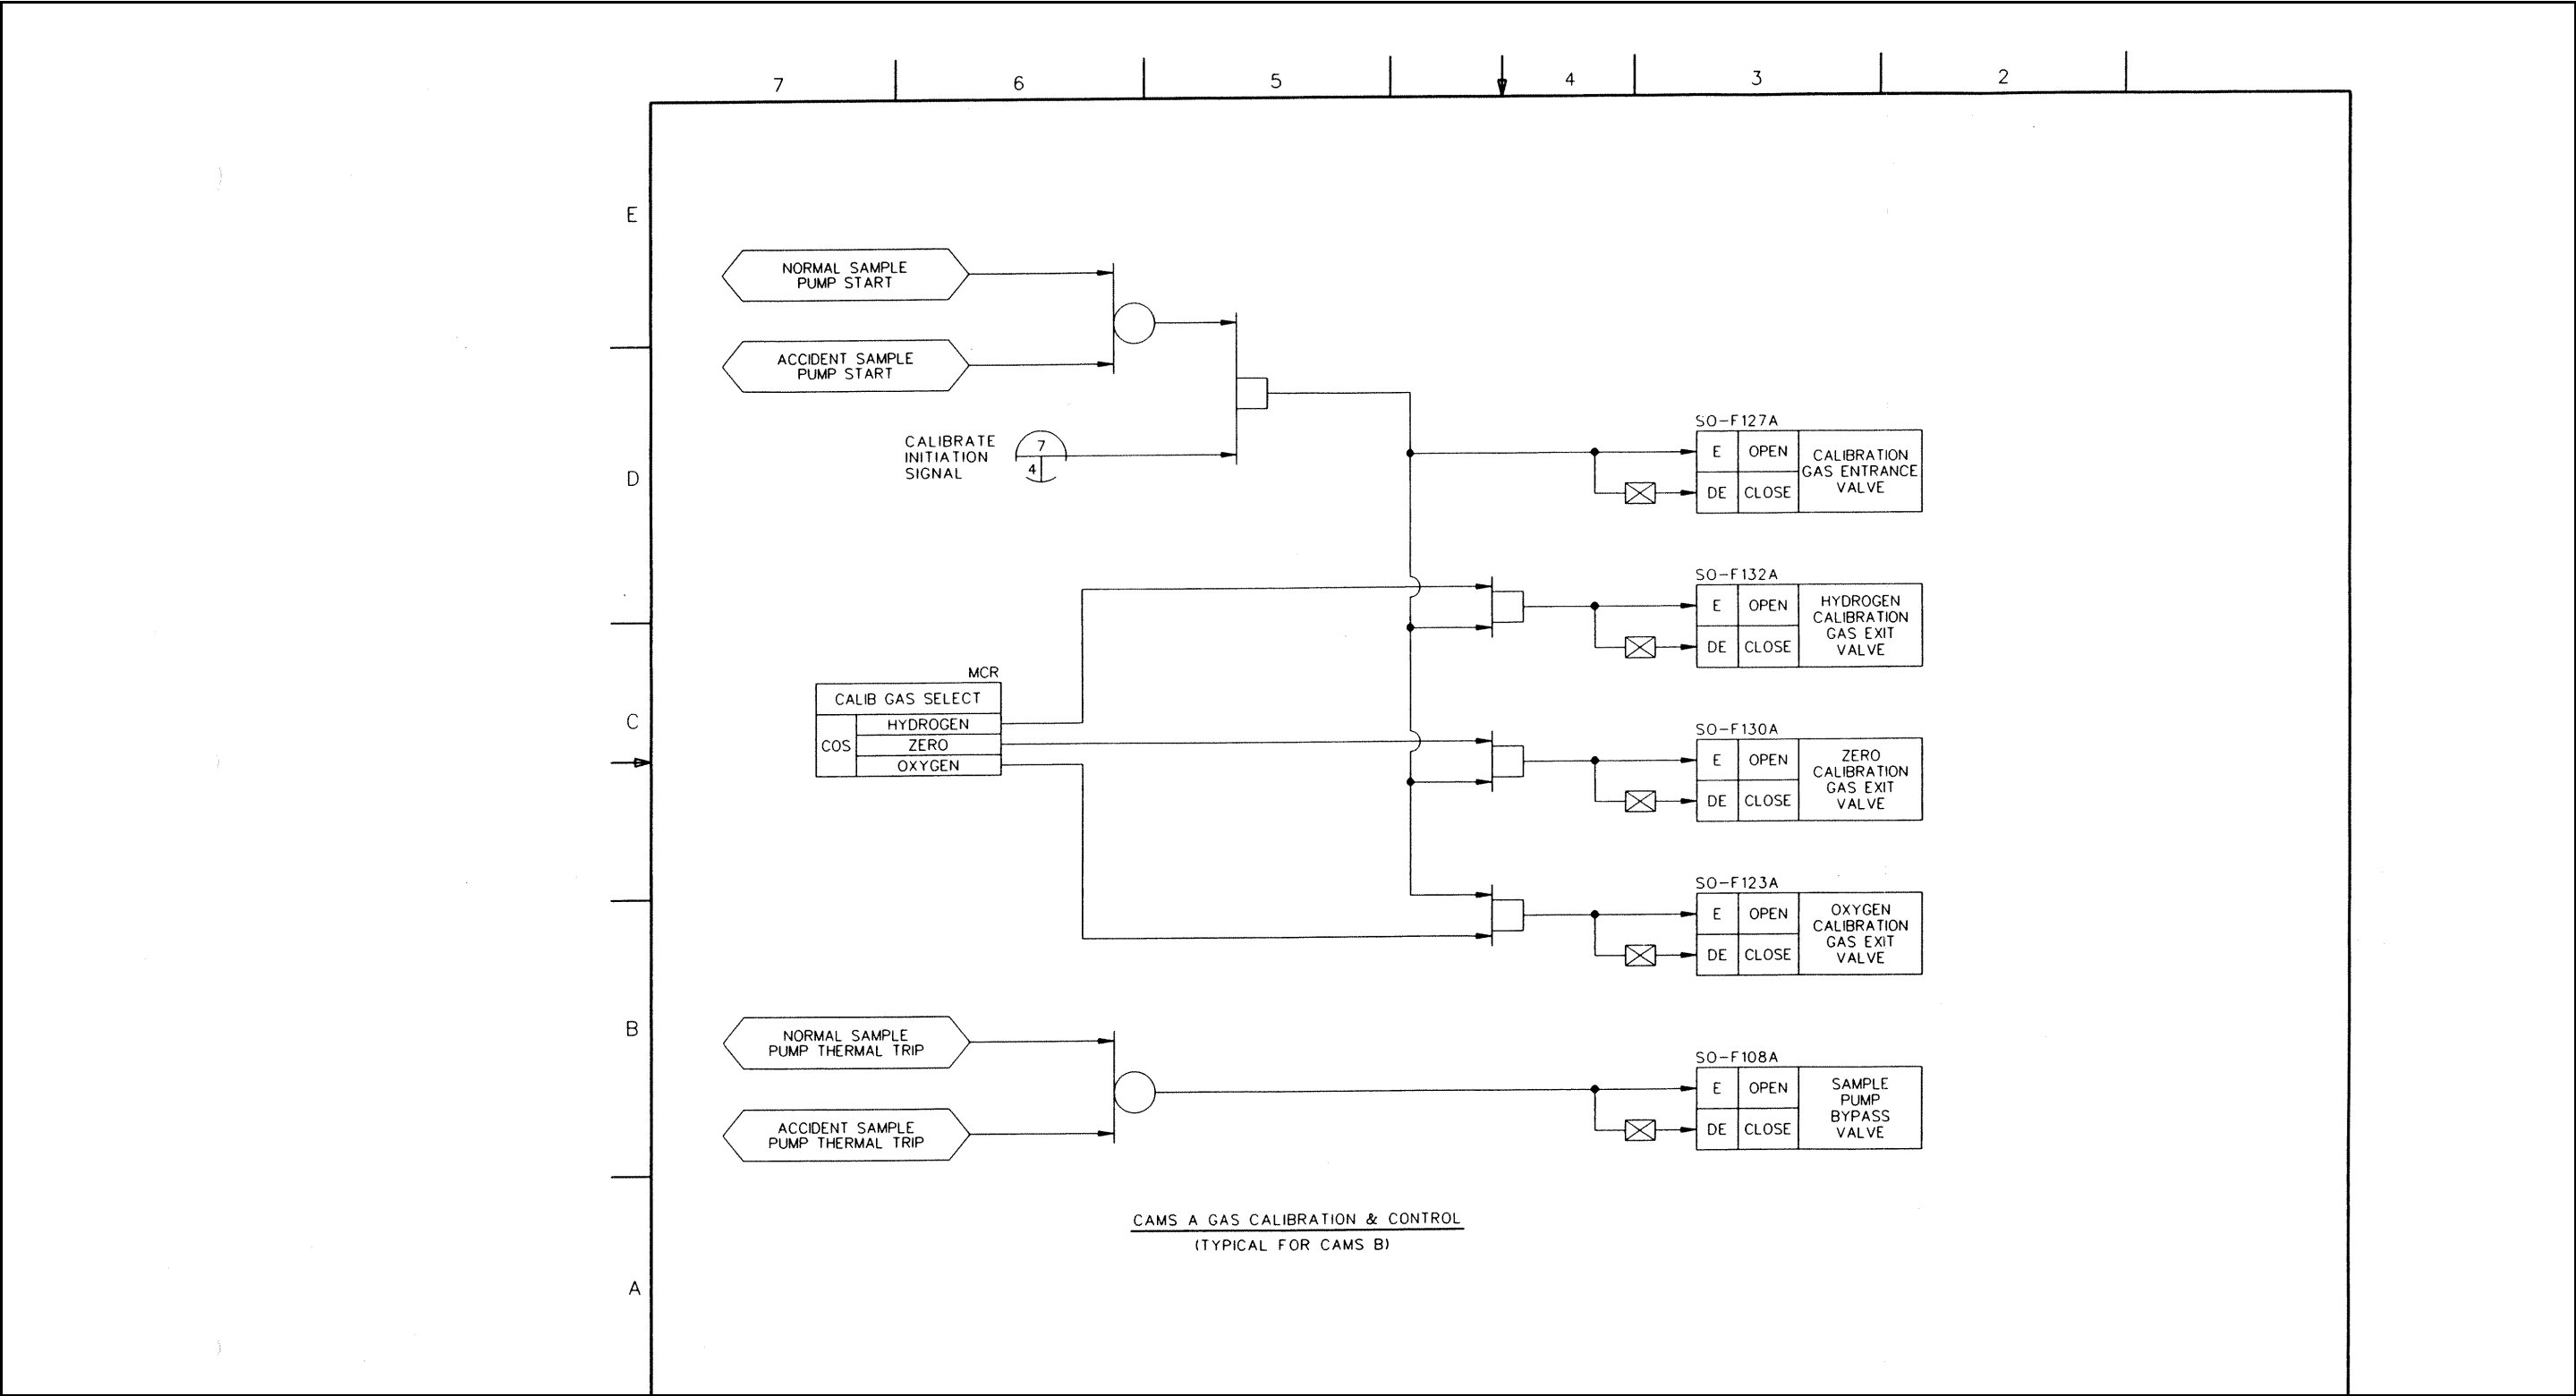 7 6 5 4 3 2
E
NORMAL SAMPLE
PUMP START
ACCIDENT SAMPLE
PUMP START
D
CALIBRATE
INITIATION
SIGNAL
7
4
SO-F127A
E OPEN
DE CLOSE
CALIBRATION
GAS ENTRANCE
VALVE
SO-F132A
E OPEN
DE CLOSE
HYDROGEN
CALIBRATION
GAS EXIT
VALVE
C
MCR
CALIB GAS SELECT
COS
HYDROGEN
ZERO
OXYGEN
SO-F130A
E OPEN
DE CLOSE
ZERO
CALIBRATION
GAS EXIT
VALVE
SO-F123A
E OPEN
DE CLOSE
OXYGEN
CALIBRATION
GAS EXIT
VALVE
B
NORMAL SAMPLE
PUMP THERMAL TRIP
ACCIDENT SAMPLE
PUMP THERMAL TRIP
SO-F108A
E OPEN
DE CLOSE
SAMPLE
PUMP
BYPASS
VALVE
CAMS A GAS CALIBRATION & CONTROL
(TYPICAL FOR CAMS B)
A